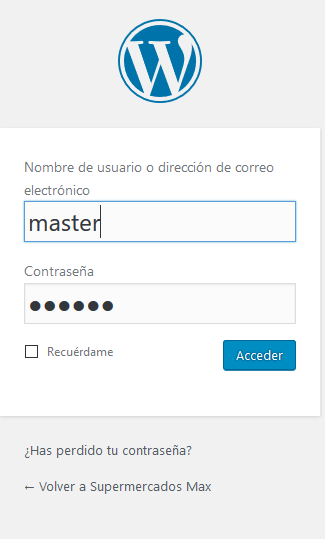 Nombre de usuario o dirección de correo
electrónico
master
Contraseña
●●●●●●
Recuérdame
Acceder
¿Has perdido tu contraseña?
← Volver a Supermercados Max